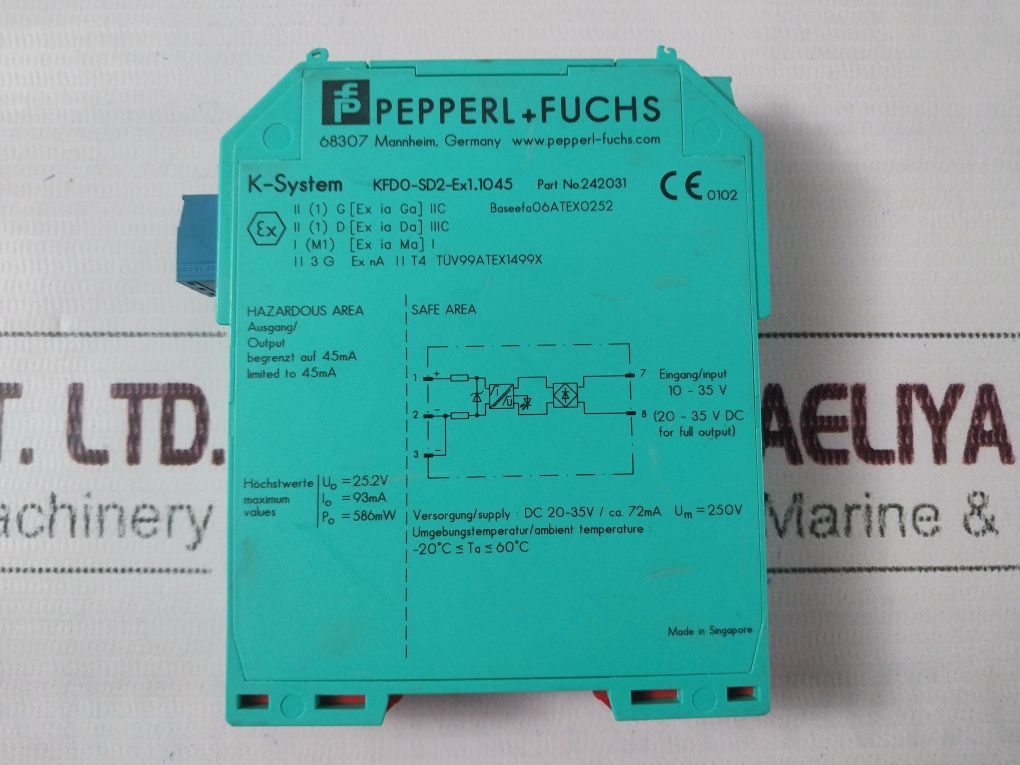 PEPPERL+FUCHS
68307 Mannheim, Germany www.pepperl-fuchs.com
K-System KFD0-SD2-Ex1.1045 Part No.242031 CE 0102
II (1) G [Ex ia Ga] IIC Baseefa06ATEX0252
Ex II (1) D [Ex ia Da] IIIC
I (M1) [Ex ia Ma] I
II 3 G Ex nA II T4 TÜV99ATEX1499X
HAZARDOUS AREA
Ausgang/
Output
begrenzt auf 45mA
limited to 45mA
SAFE AREA
1 +
2 -
3 -
I
U
7 Eingang/input
10 - 35 V
8 (20 - 35 V DC
for full output)
Höchstwerte
maximum
values
Uo = 25.2V
Io = 93mA
Po = 586mW
Versorgung/supply : DC 20-35V / ca. 72mA Um = 250V
Umgebungstemperatur/ambient temperature :
-20°C ≤ Ta ≤ 60°C
Made in Singapore
T. LTD.
achinery
AELIYA
Marine &